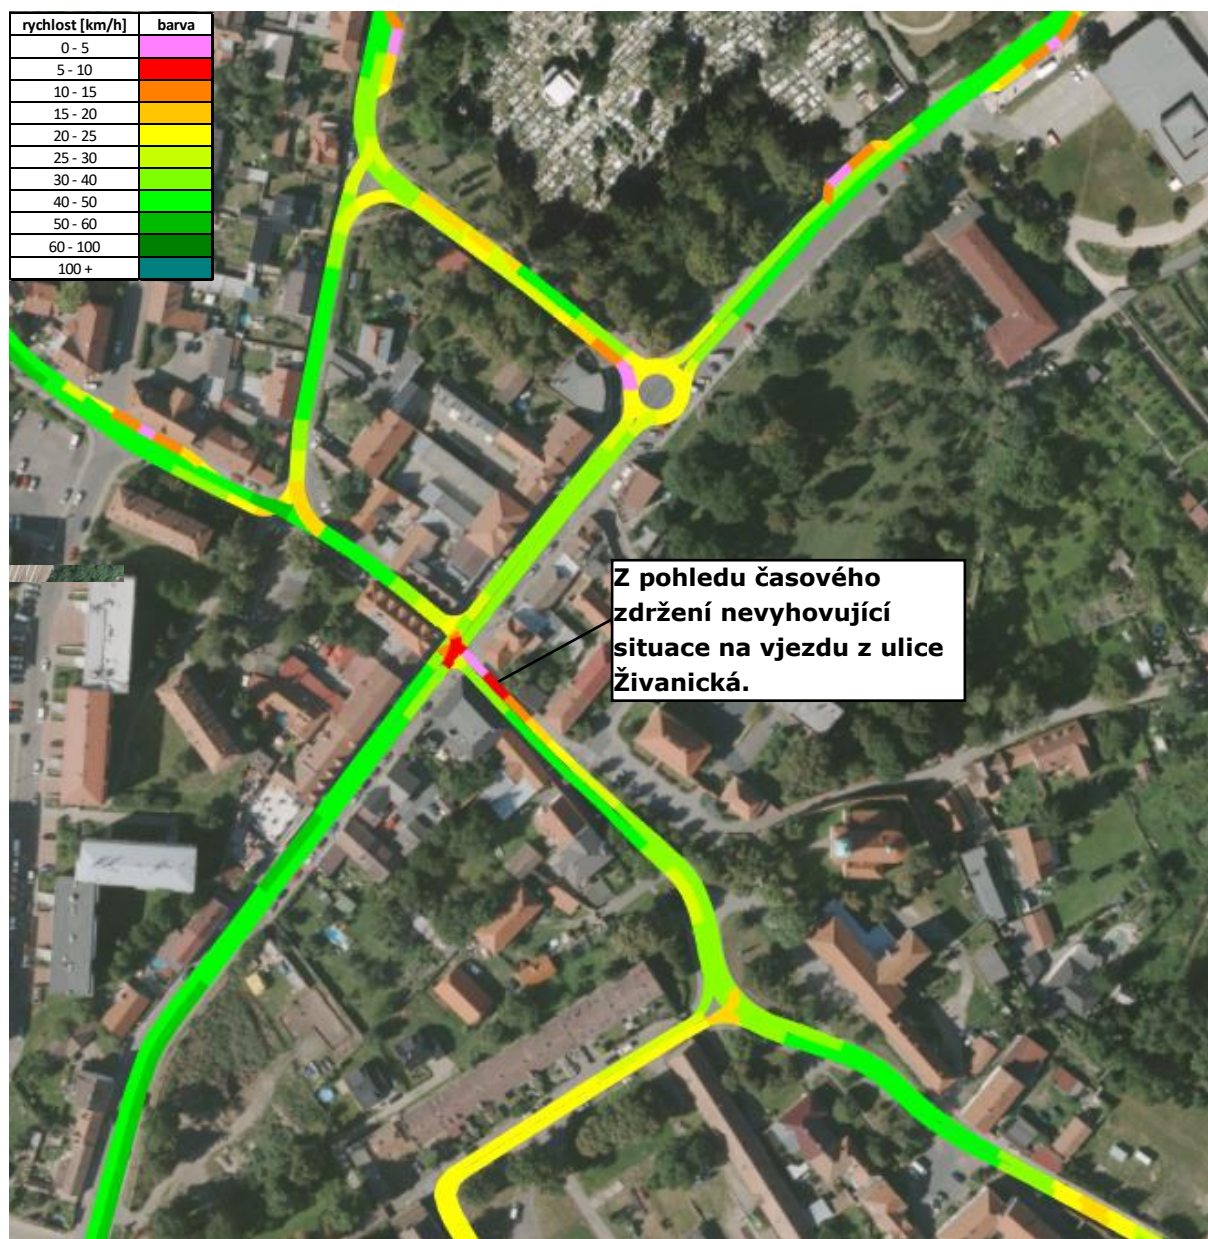 rychlost [km/h] barva
0 - 5
5 - 10
10 - 15
15 - 20
20 - 25
25 - 30
30 - 40
40 - 50
50 - 60
60 - 100
100 +
Z pohledu časového
zdržení nevyhovující
situace na vjezdu z ulice
Živanická.